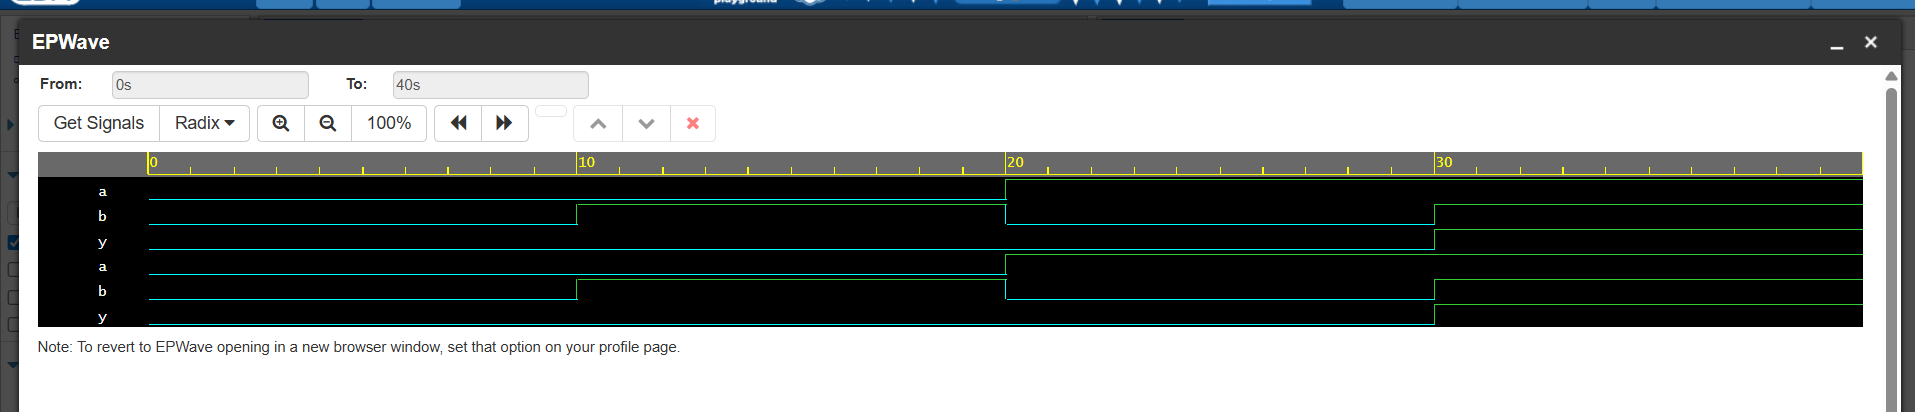 playground
EPWave
From: 0s To: 40s
Get Signals Radix 100%
0 10 20 30
a
b
y
a
b
y
Note: To revert to EPWave opening in a new browser window, set that option on your profile page.